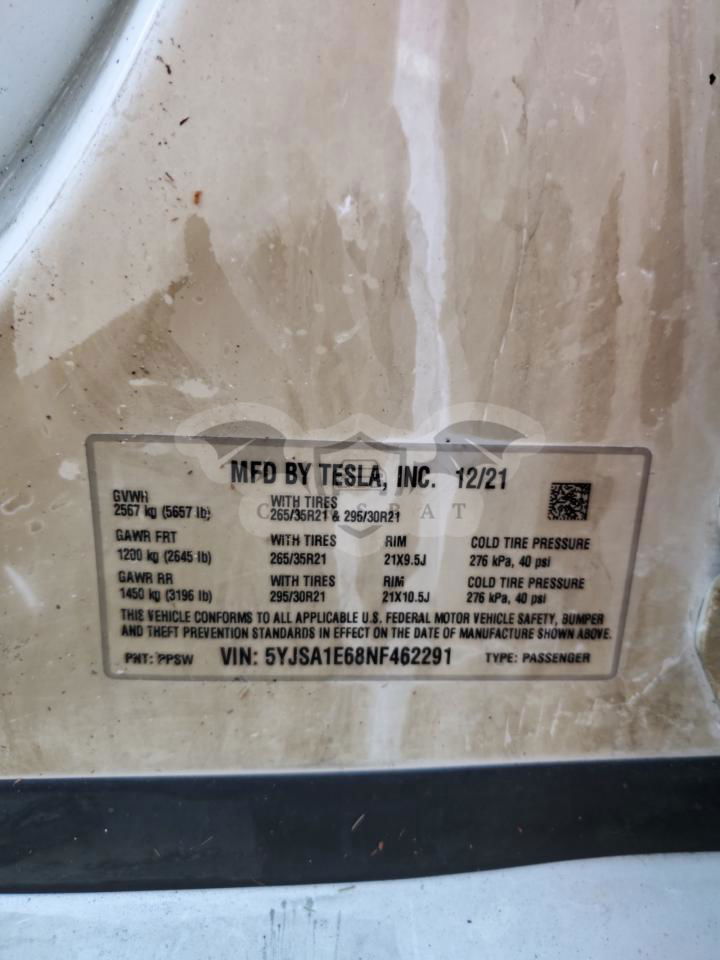 MFD BY TESLA, INC. 12/21
GVWR
2567 kg (5657 lb)
WITH TIRES
265/35R21 & 295/30R21
GAWR FRT
1200 kg (2645 lb)
WITH TIRES
265/35R21
RIM
21X9.5J
COLD TIRE PRESSURE
276 kPa, 40 psi
GAWR RR
1450 kg (3196 lb)
WITH TIRES
295/30R21
RIM
21X10.5J
COLD TIRE PRESSURE
276 kPa, 40 psi
THIS VEHICLE CONFORMS TO ALL APPLICABLE U.S. FEDERAL MOTOR VEHICLE SAFETY, BUMPER
AND THEFT PREVENTION STANDARDS IN EFFECT ON THE DATE OF MANUFACTURE SHOWN ABOVE.
PNT: PPSW VIN: 5YJSA1E68NF462291 TYPE: PASSENGER